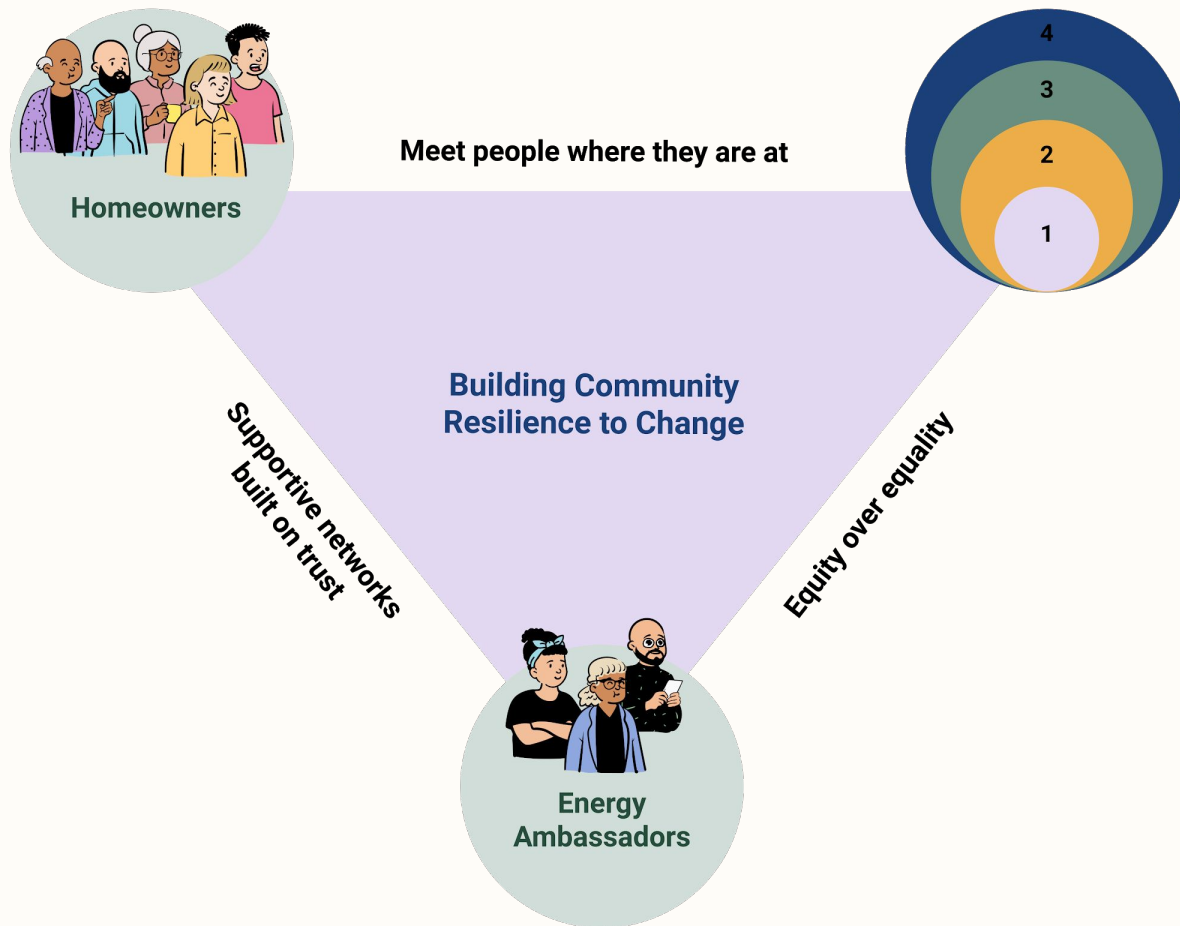 4
3
2
1
Meet people where they are at
Homeowners
Building Community
Resilience to Change
Supportive networks
built on trust
Equity over equality
Energy
Ambassadors